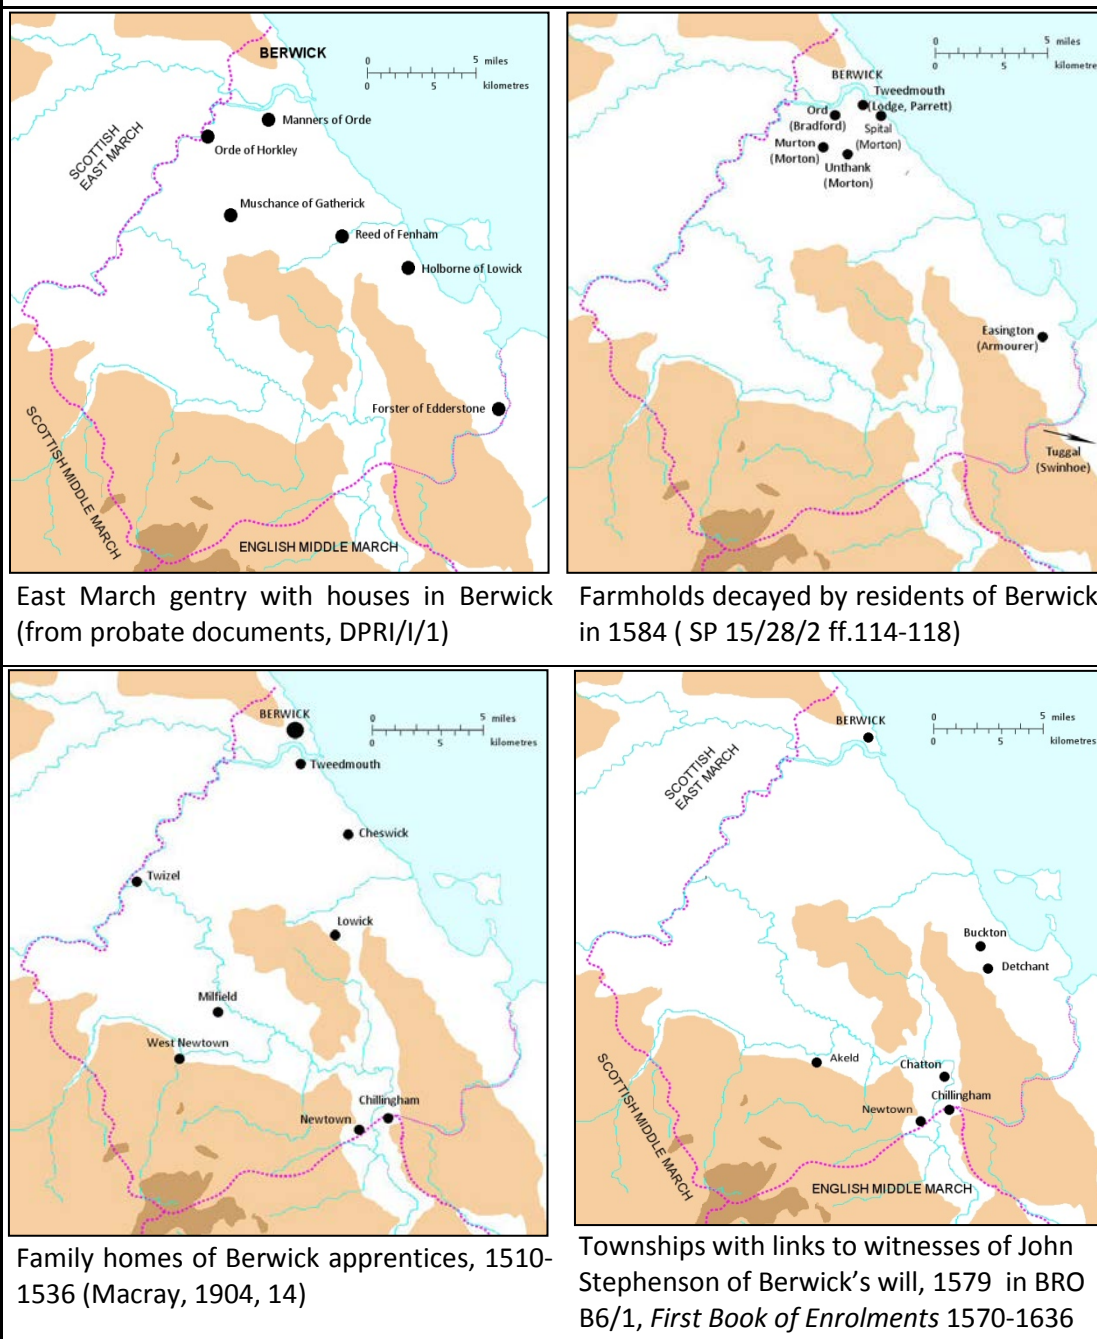 BERWICK
0 5 miles
0 5 kilometres
Manners of Orde
Orde of Horkley
SCOTTISH
EAST MARCH
Muschance of Gatherick
Reed of Fenham
Holborne of Lowick
Forster of Edderstone
SCOTTISH MIDDLE MARCH
ENGLISH MIDDLE MARCH
East March gentry with houses in Berwick
(from probate documents, DPRI/I/1)
0 5 miles
0 5 kilometres
BERWICK
Tweedmouth
(Lodge, Parrett)
Ord
(Bradford)
Spital
(Morton)
Murton
(Morton)
Unthank
(Morton)
Easington
(Armourer)
Tuggal
(Swinhoe)
Farmholds decayed by residents of Berwick
in 1584 ( SP 15/28/2 ff.114-118)
BERWICK
0 5 miles
0 5 kilometres
Tweedmouth
Cheswick
Twizel
Lowick
Milfield
West Newtown
Chillingham
Newtown
Family homes of Berwick apprentices, 1510-
1536 (Macray, 1904, 14)
BERWICK
0 5 miles
0 5 kilometres
SCOTTISH
EAST MARCH
Buckton
Detchant
Akeld
Chatton
Chillingham
Newtown
SCOTTISH MIDDLE MARCH
ENGLISH MIDDLE MARCH
Townships with links to witnesses of John
Stephenson of Berwick's will, 1579 in BRO
B6/1, First Book of Enrolments 1570-1636